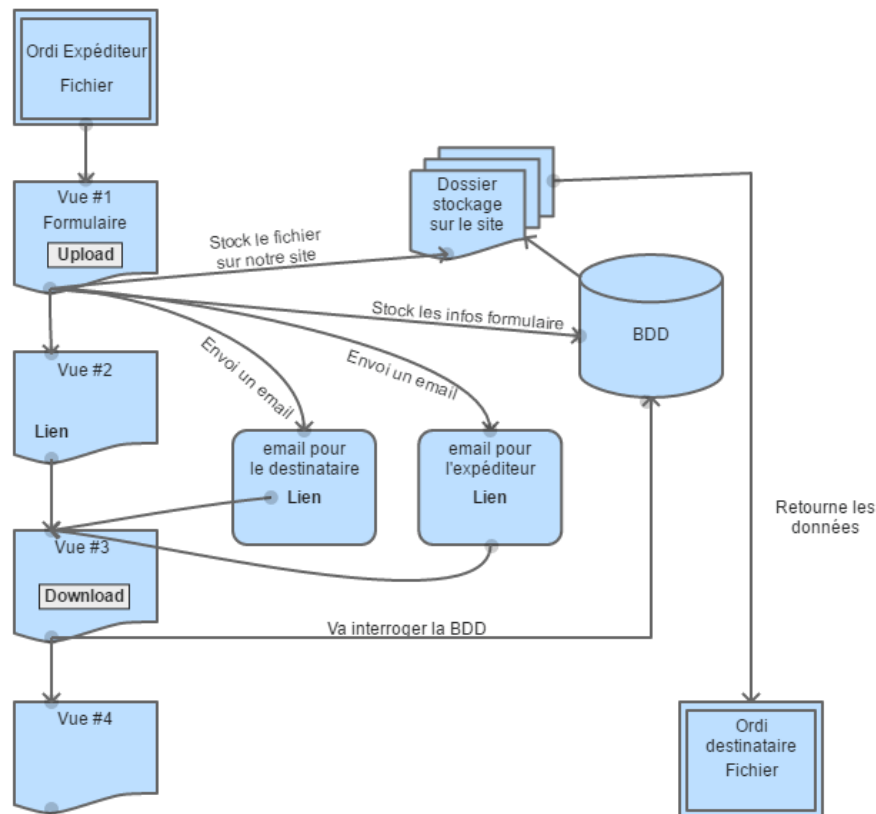 Ordi Expéditeur
Fichier
Vue #1
Formulaire
Upload
Dossier
stockage
sur le site
Stock le fichier
sur notre site
Stock les infos formulaire
BDD
Envoi un email
Envoi un email
Vue #2
Lien
email pour
le destinataire
Lien
email pour
l'expéditeur
Lien
Retourne les
données
Vue #3
Download
Va interroger la BDD
Vue #4
Ordi
destinataire
Fichier